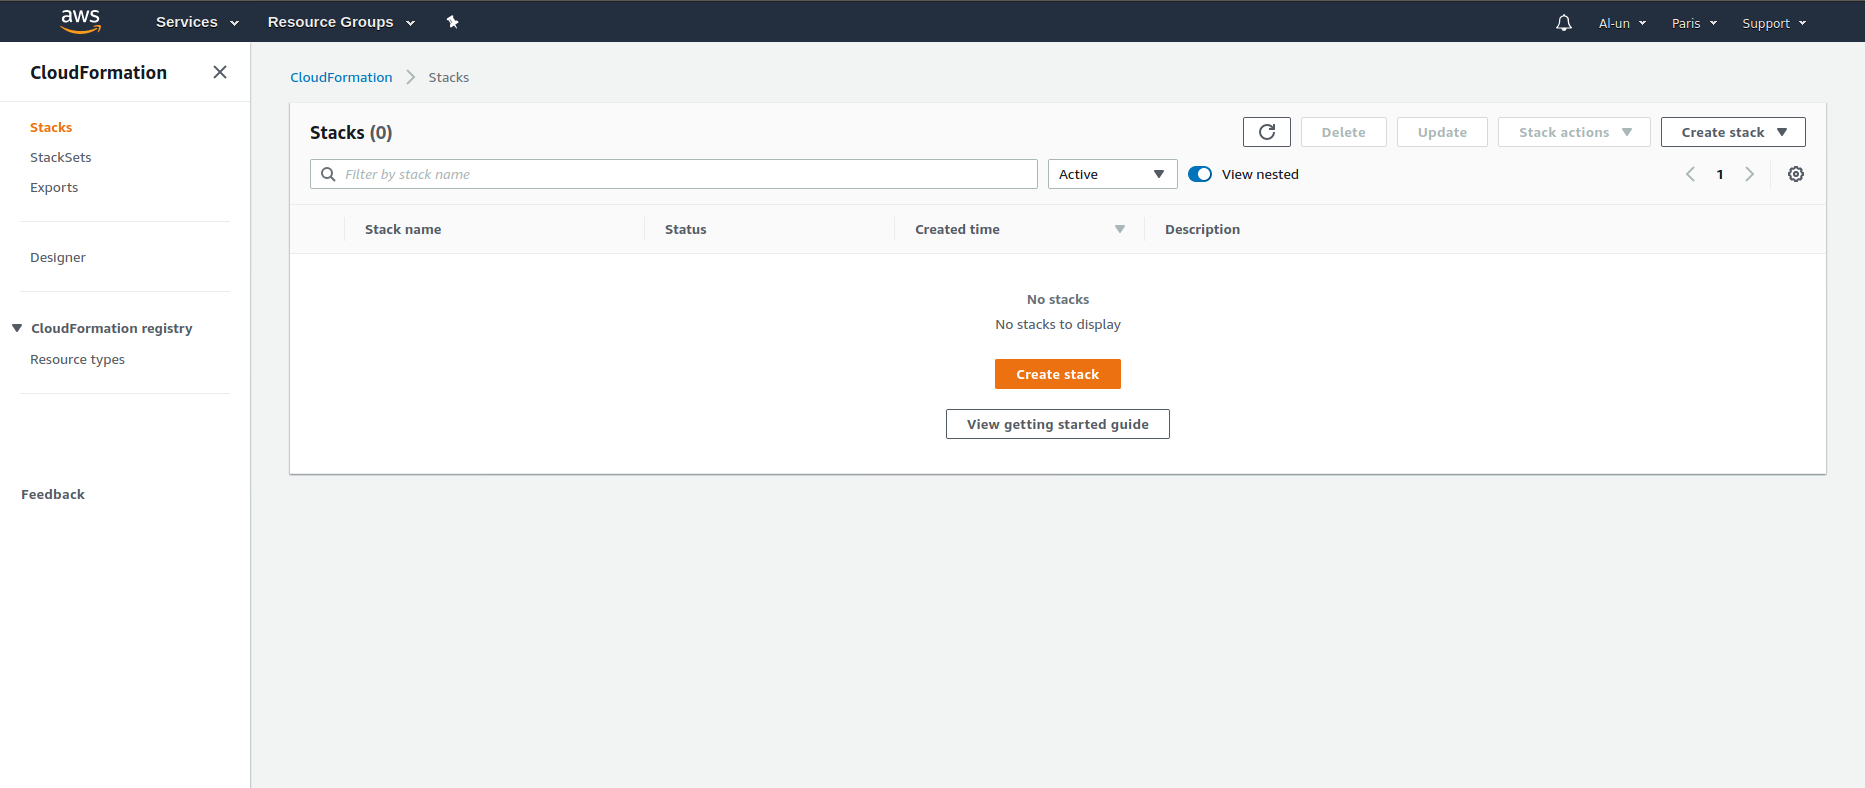 aws Services Resource Groups Al-un Paris Support
CloudFormation
Stacks
StackSets
Exports
Designer
CloudFormation registry
Resource types
Feedback
CloudFormation Stacks
Stacks (0) Delete Update Stack actions Create stack
Filter by stack name Active View nested 1
Stack name Status Created time Description
No stacks
No stacks to display
Create stack
View getting started guide